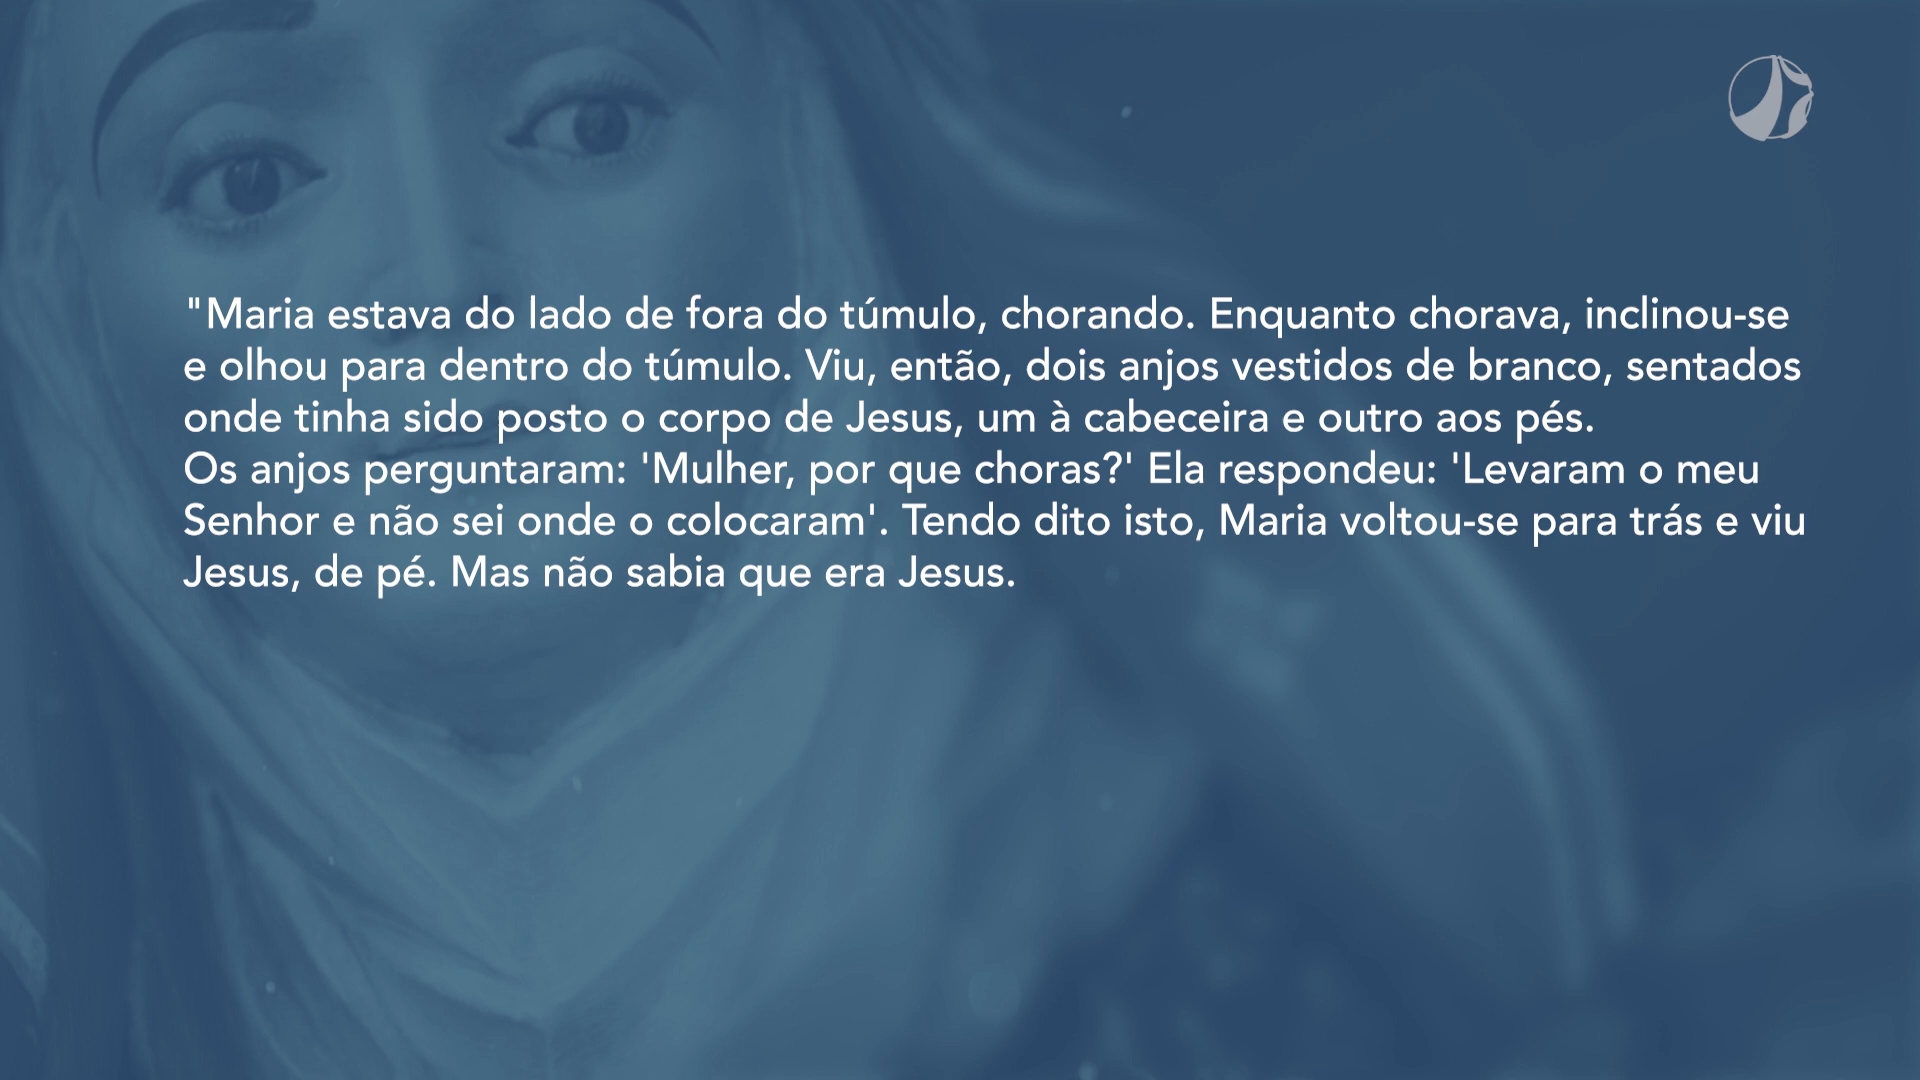 "Maria estava do lado de fora do túmulo, chorando. Enquanto chorava, inclinou-se
e olhou para dentro do túmulo. Viu, então, dois anjos vestidos de branco, sentados
onde tinha sido posto o corpo de Jesus, um à cabeceira e outro aos pés.
Os anjos perguntaram: 'Mulher, por que choras?' Ela respondeu: 'Levaram o meu
Senhor e não sei onde o colocaram'. Tendo dito isto, Maria voltou-se para trás e viu
Jesus, de pé. Mas não sabia que era Jesus.